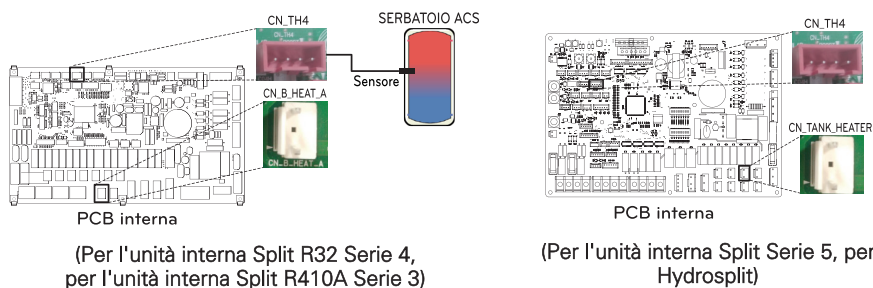 CN_TH4
SERBATOIO ACS
Sensore
CN_B_HEAT_A
CN_B_HEAT_A
PCB interna
(Per l'unità interna Split R32 Serie 4,
per l'unità interna Split R410A Serie 3)
CN_TH4
CN_TANK_HEATER
PCB interna
(Per l'unità interna Split Serie 5, per
Hydrosplit)